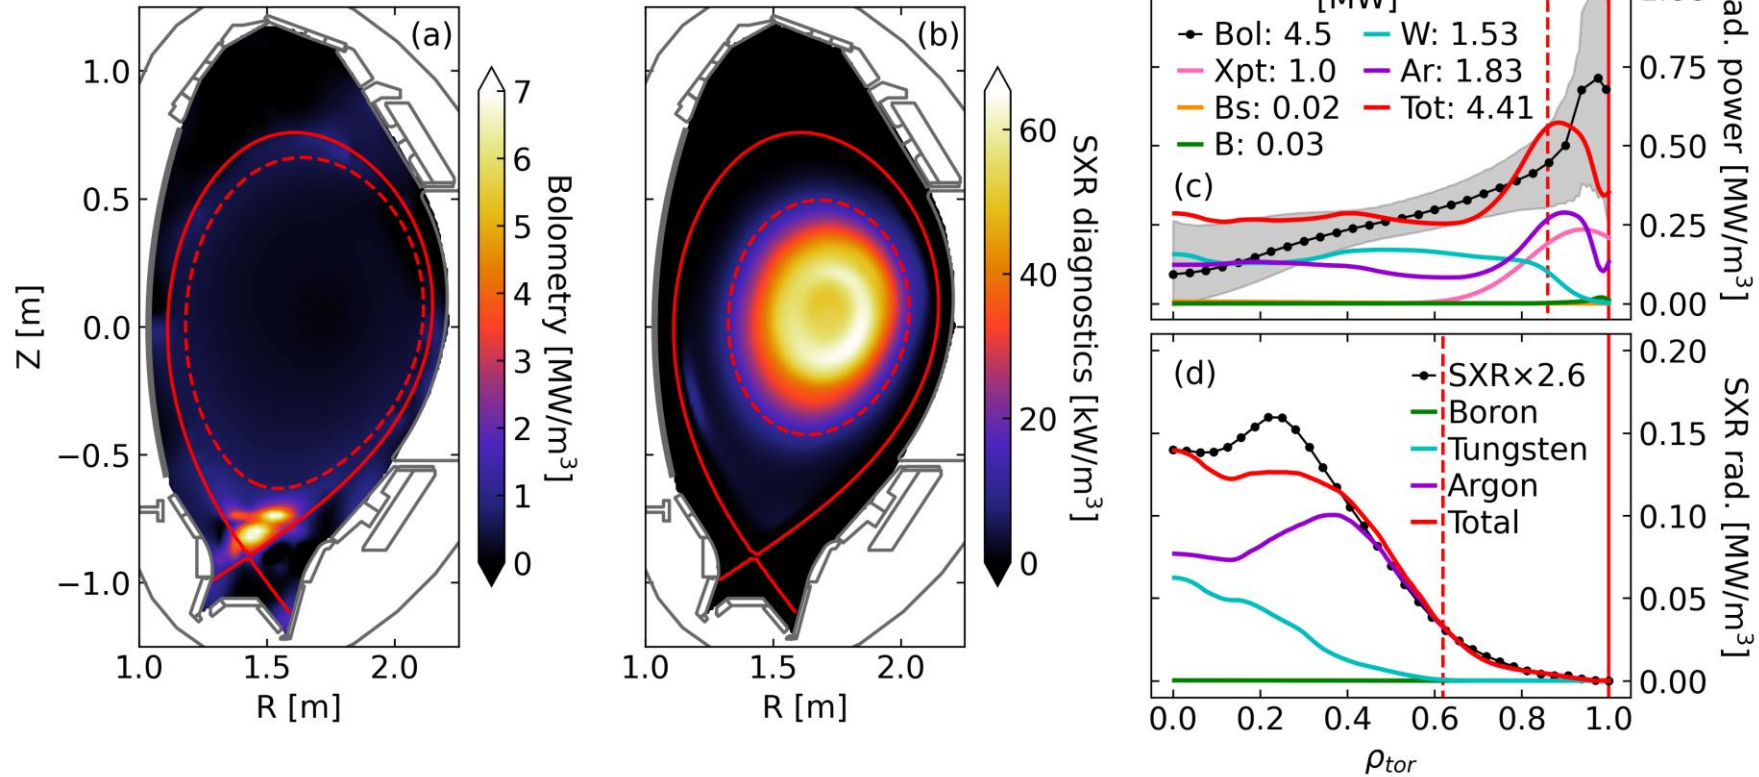 (a)
1.0
0.5
0.0
−0.5
−1.0
Z [m]
1.0 1.5 2.0
R [m]
7
6
5
4
3
2
1
0
Bolometry [MW/m³]
(b)
1.0 1.5 2.0
R [m]
60
40
20
0
SXR diagnostics [kW/m³]
[MW]
Bol: 4.5
Xpt: 1.0
Bs: 0.02
B: 0.03
W: 1.53
Ar: 1.83
Tot: 4.41
(c)
0.75
0.50
0.25
0.00
ad. power [MW/m³]
(d)
SXR×2.6
Boron
Tungsten
Argon
Total
0.20
0.15
0.10
0.05
0.00
SXR rad. [MW/m³]
0.0 0.2 0.4 0.6 0.8 1.0
ρtor